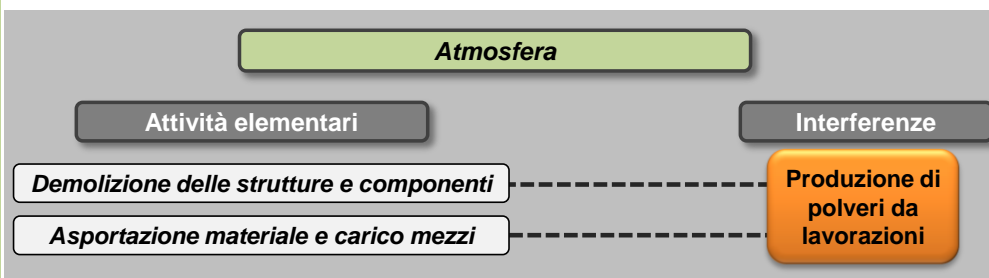 Atmosfera
Attività elementari
Interferenze
Demolizione delle strutture e componenti
Asportazione materiale e carico mezzi
Produzione di
polveri da
lavorazioni